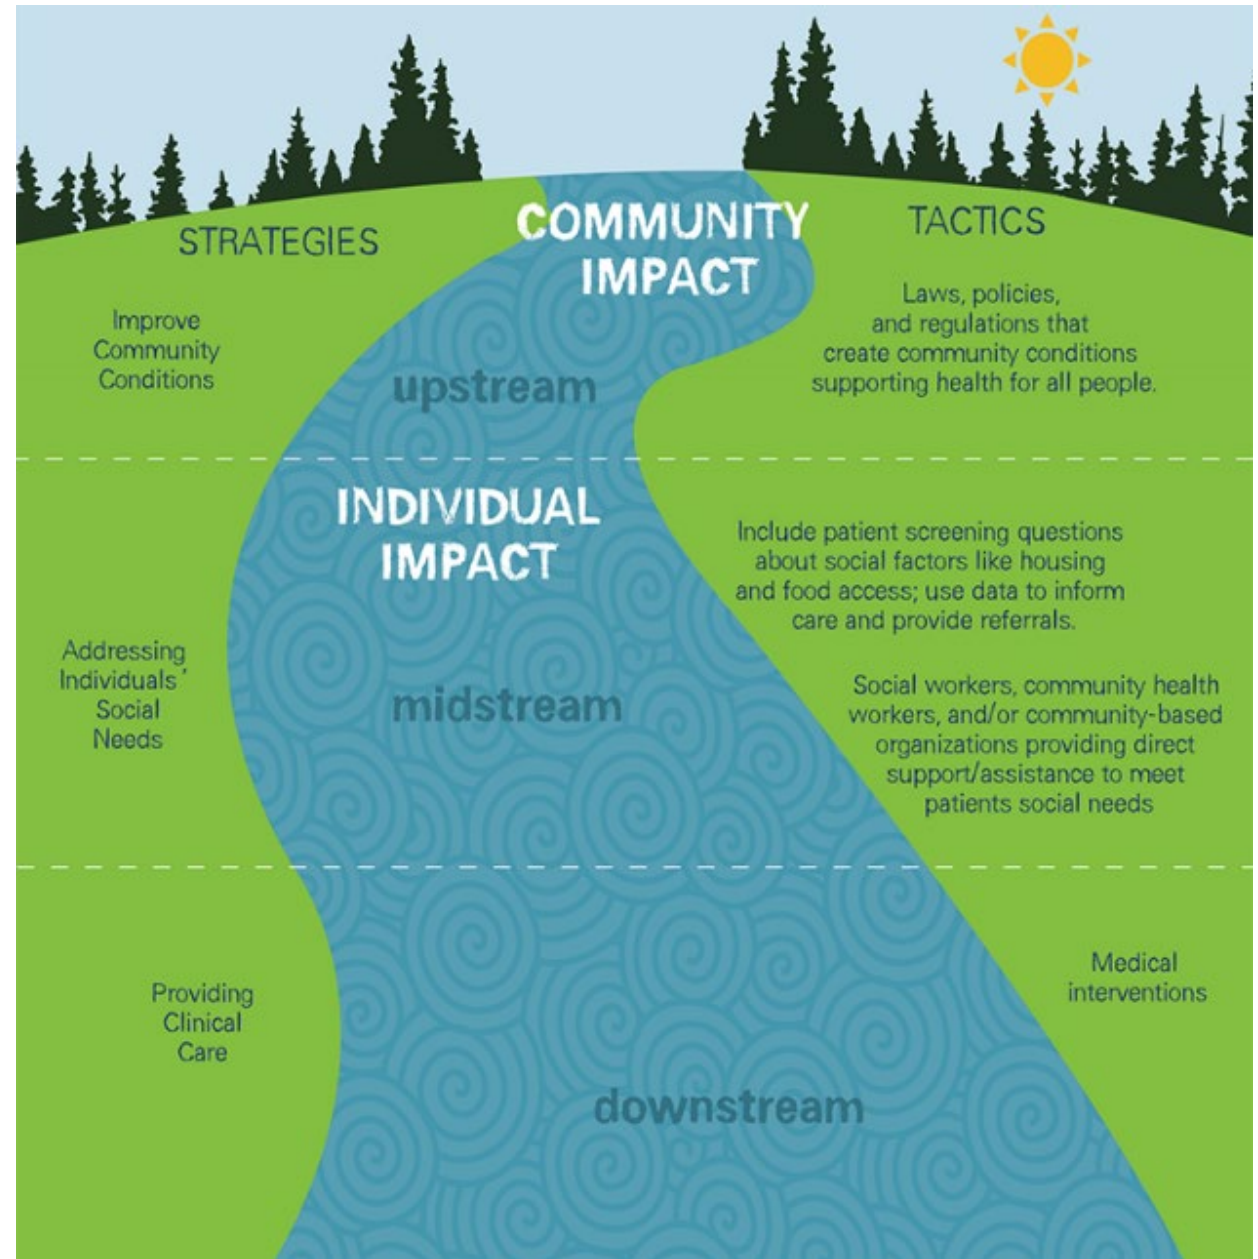 STRATEGIES
COMMUNITY
IMPACT
TACTICS
Improve
Community
Conditions
upstream
Laws, policies,
and regulations that
create community conditions
supporting health for all people.
INDIVIDUAL
IMPACT
Addressing
Individuals'
Social
Needs
midstream
Include patient screening questions
about social factors like housing
and food access; use data to inform
care and provide referrals.
Social workers, community health
workers, and/or community-based
organizations providing direct
support/assistance to meet
patients social needs
Providing
Clinical
Care
downstream
Medical
interventions